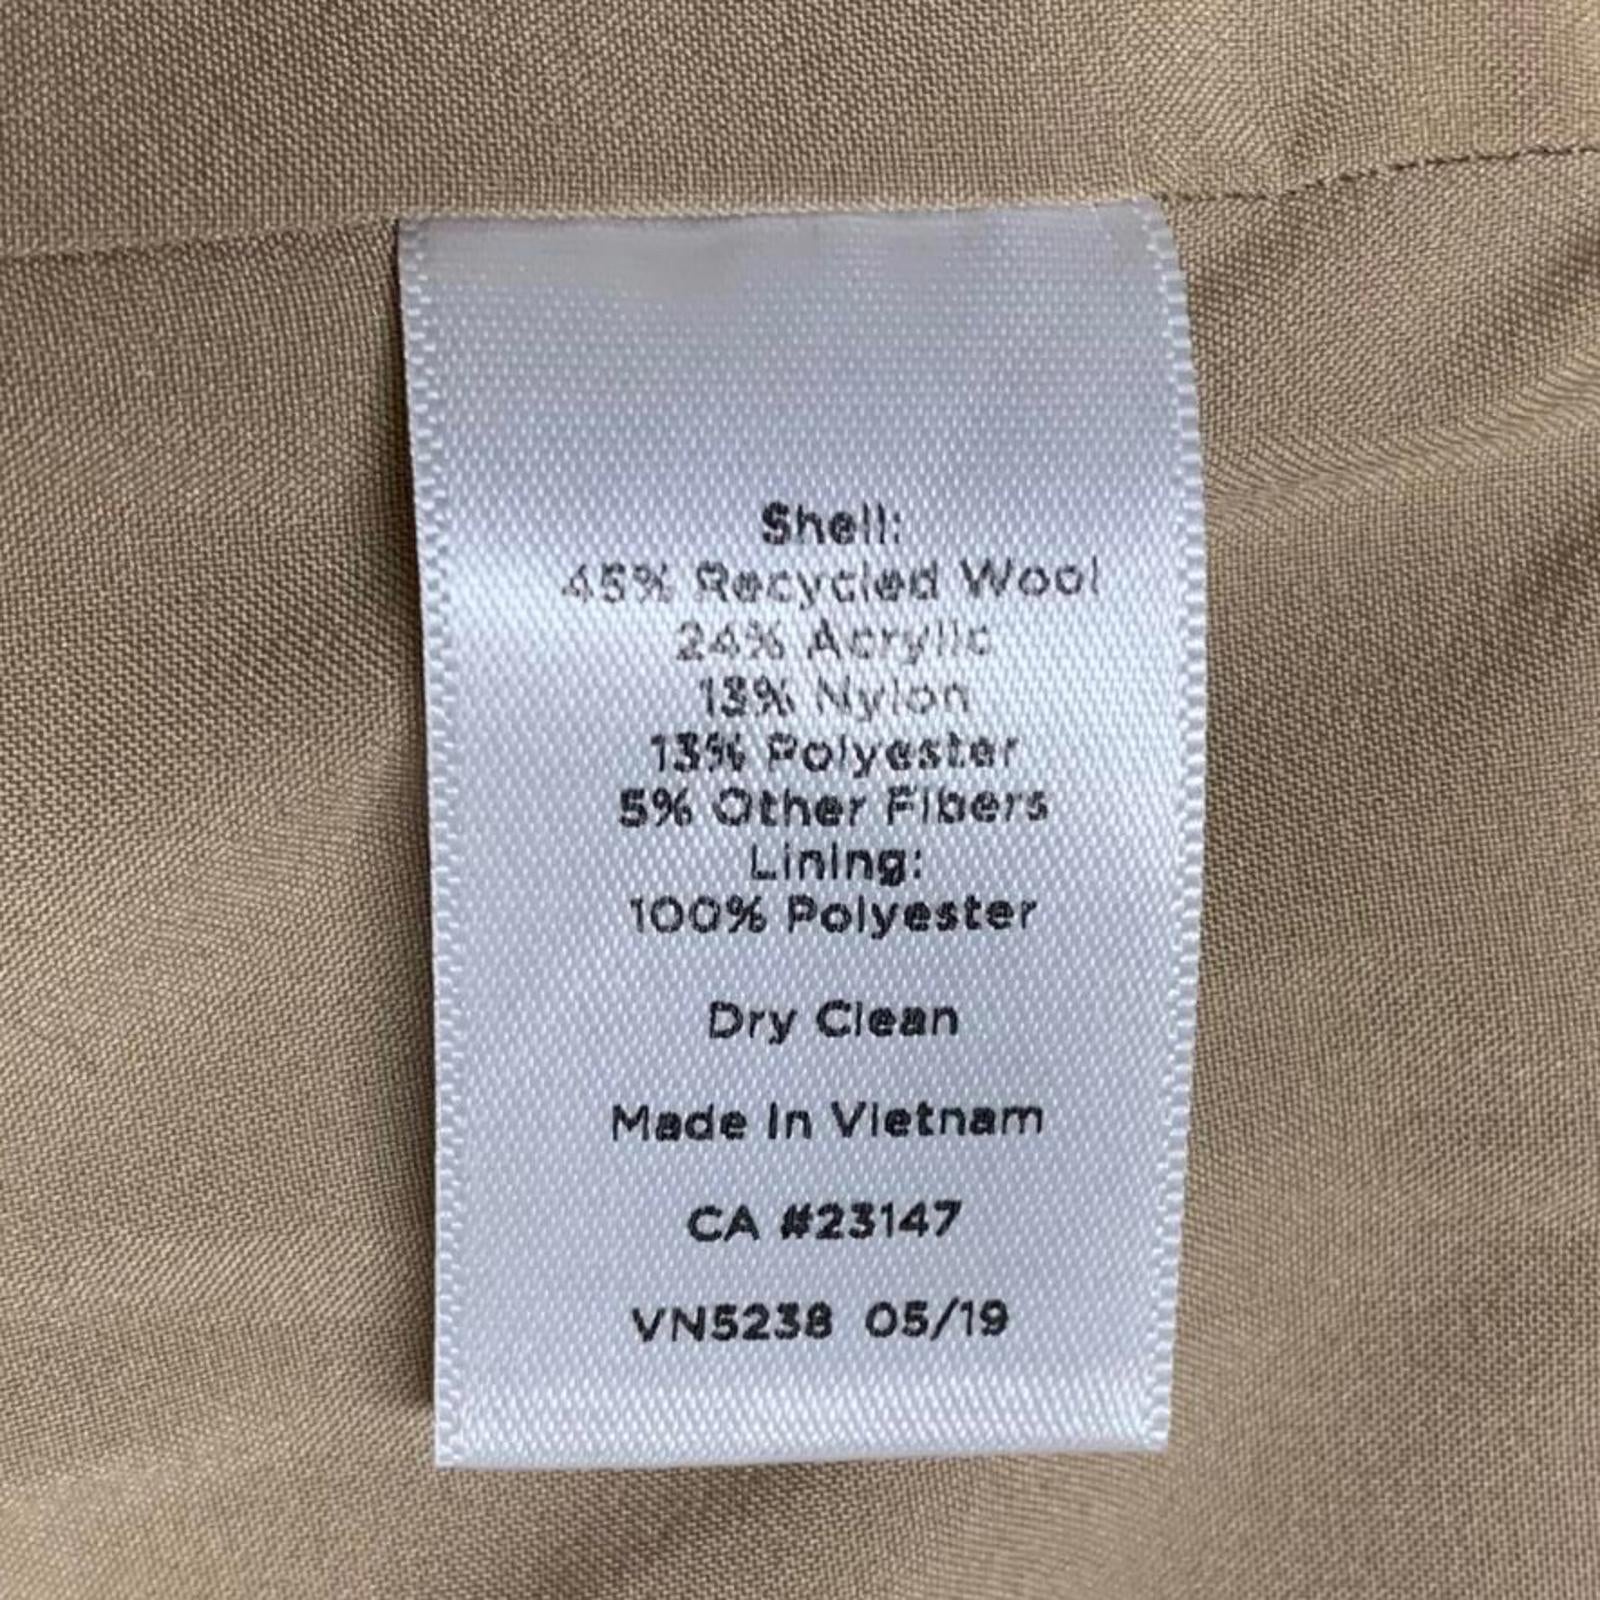 Shell:
45% Recycled Wool
24% Acrylic
13% Nylon
13% Polyester
5% Other Fibers
Lining:
100% Polyester
Dry Clean
Made In Vietnam
CA #23147
VN5238 05/19